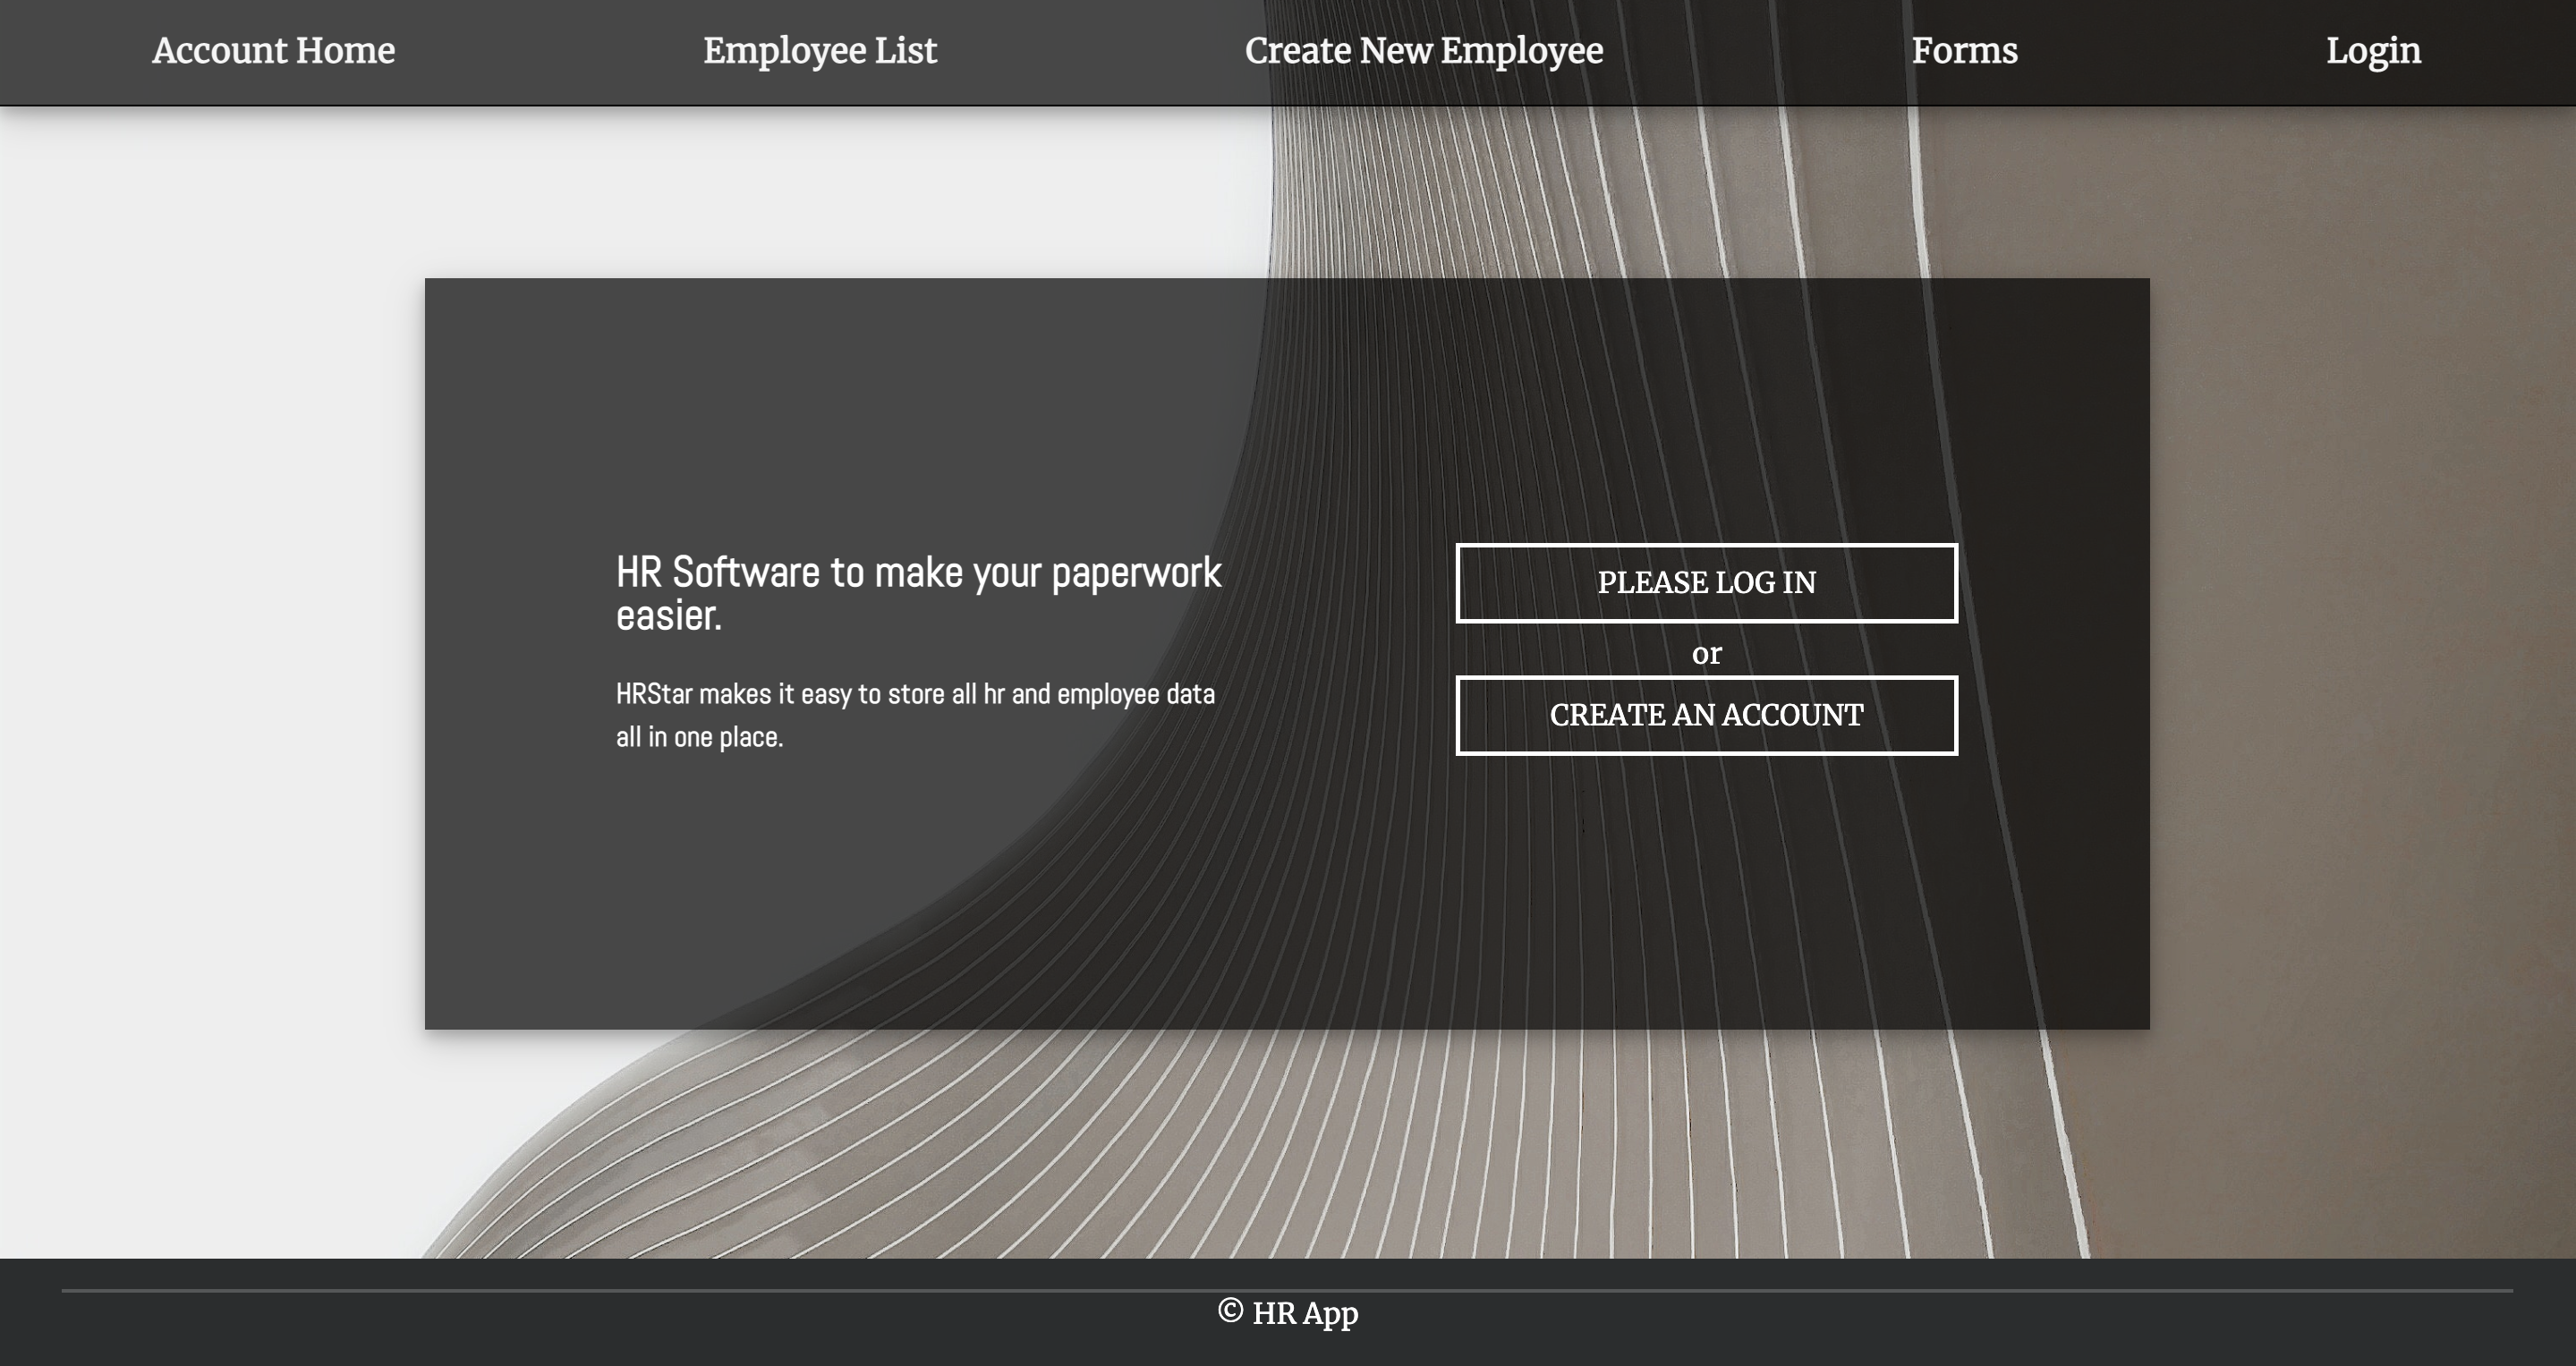 Account Home
Employee List
Create New Employee
Forms
Login
HR Software to make your paperwork
easier.
HRStar makes it easy to store all hr and employee data
all in one place.
PLEASE LOG IN
or
CREATE AN ACCOUNT
© HR App